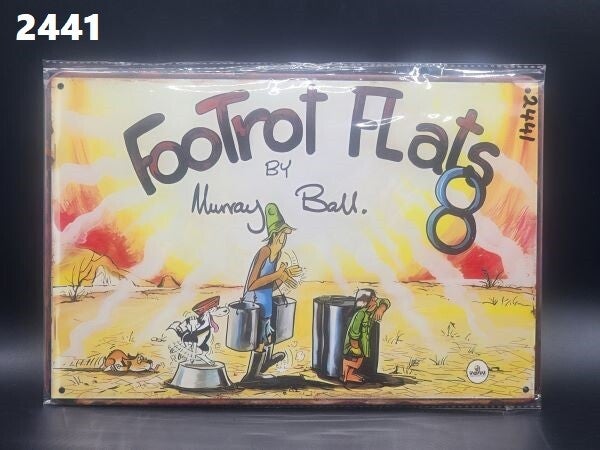 2441
FooTroT FLats
.2441
BY
8
Murray Ball.